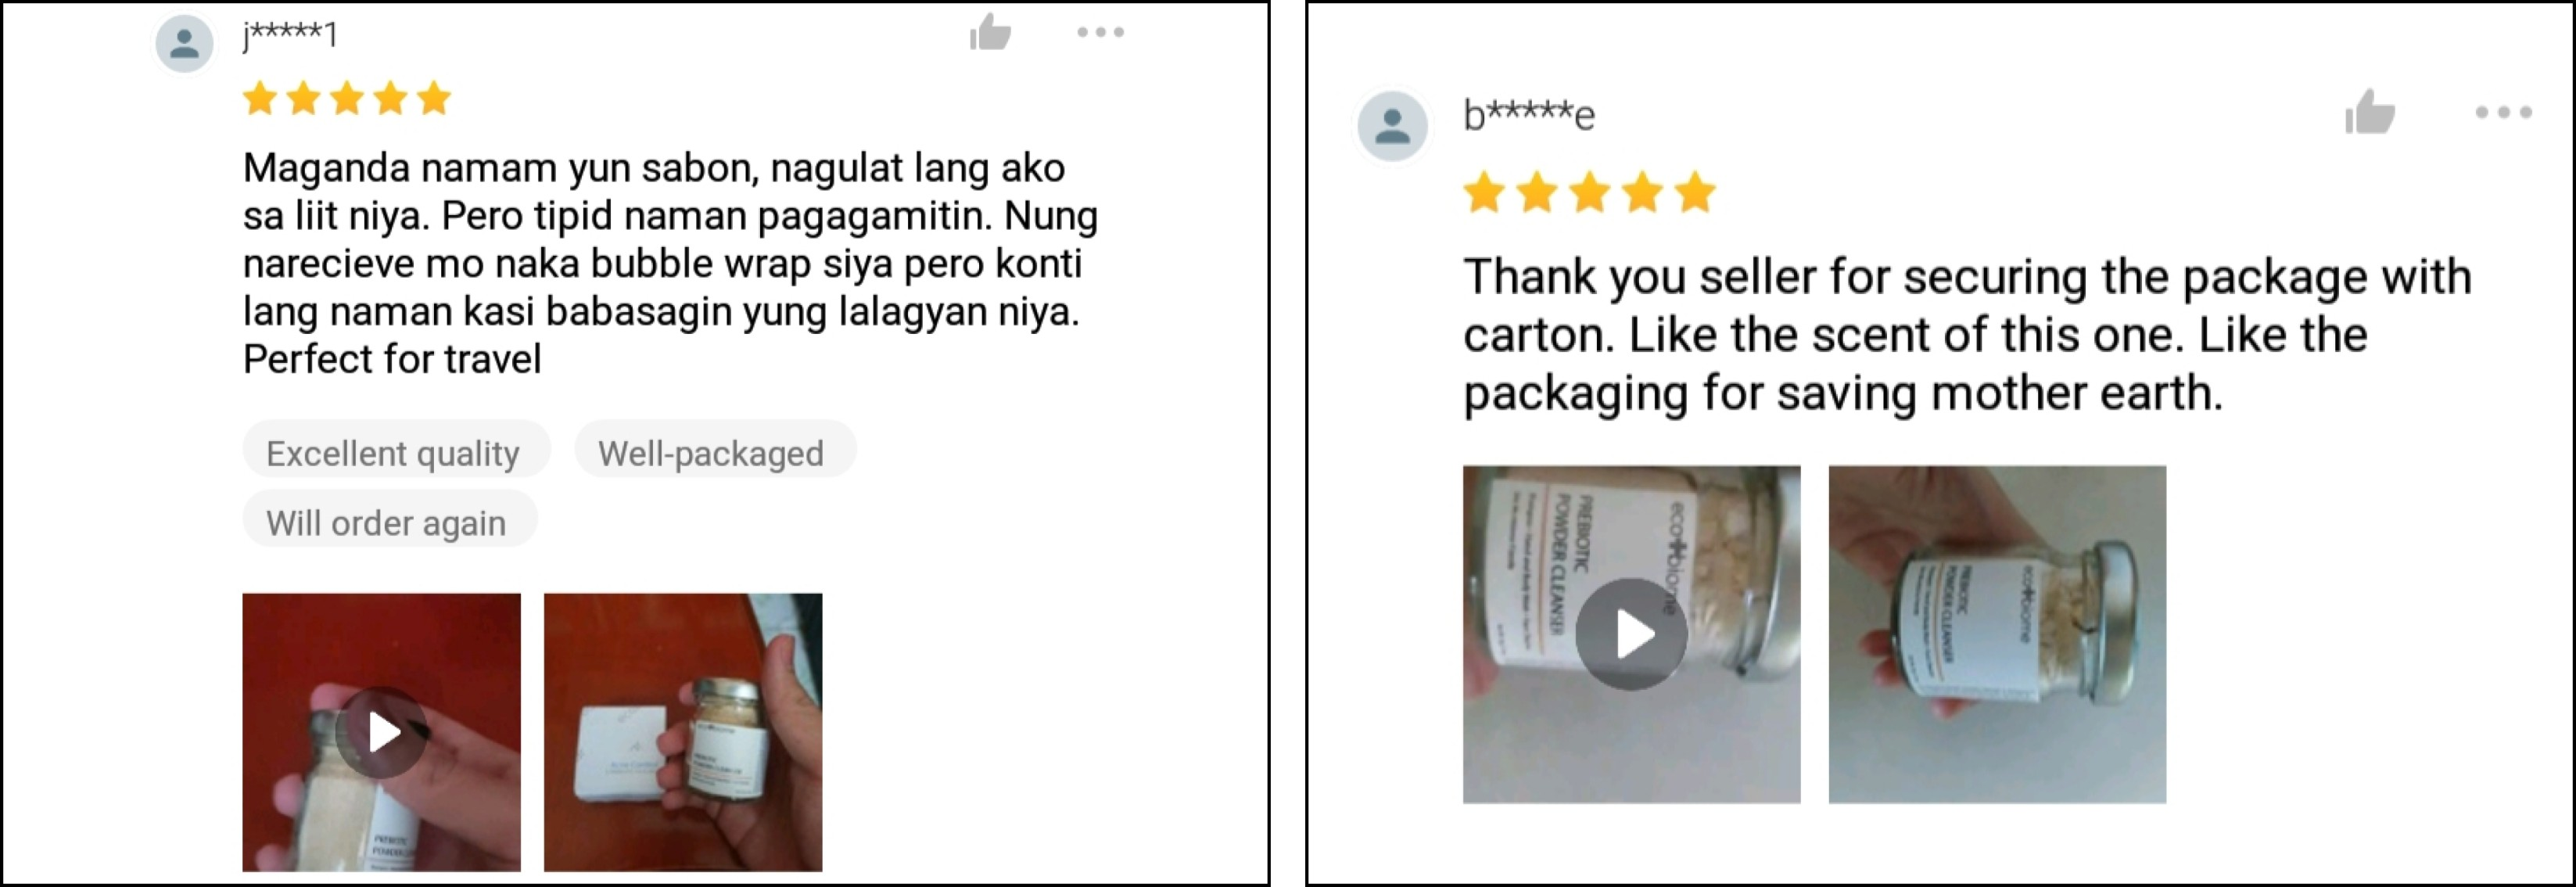 j*****1
Maganda namam yun sabon, nagulat lang ako
sa liit niya. Pero tipid naman pagagamitin. Nung
narecieve mo naka bubble wrap siya pero konti
lang naman kasi babasagin yung lalagyan niya.
Perfect for travel
Excellent quality
Well-packaged
Will order again
PREBIOTIC
b*****e
Thank you seller for securing the package with
carton. Like the scent of this one. Like the
packaging for saving mother earth.
ecobiome
PREBIOTIC
POWDER CLEANSER
ecobiome
PREBIOTIC
POWDER CLEANSER